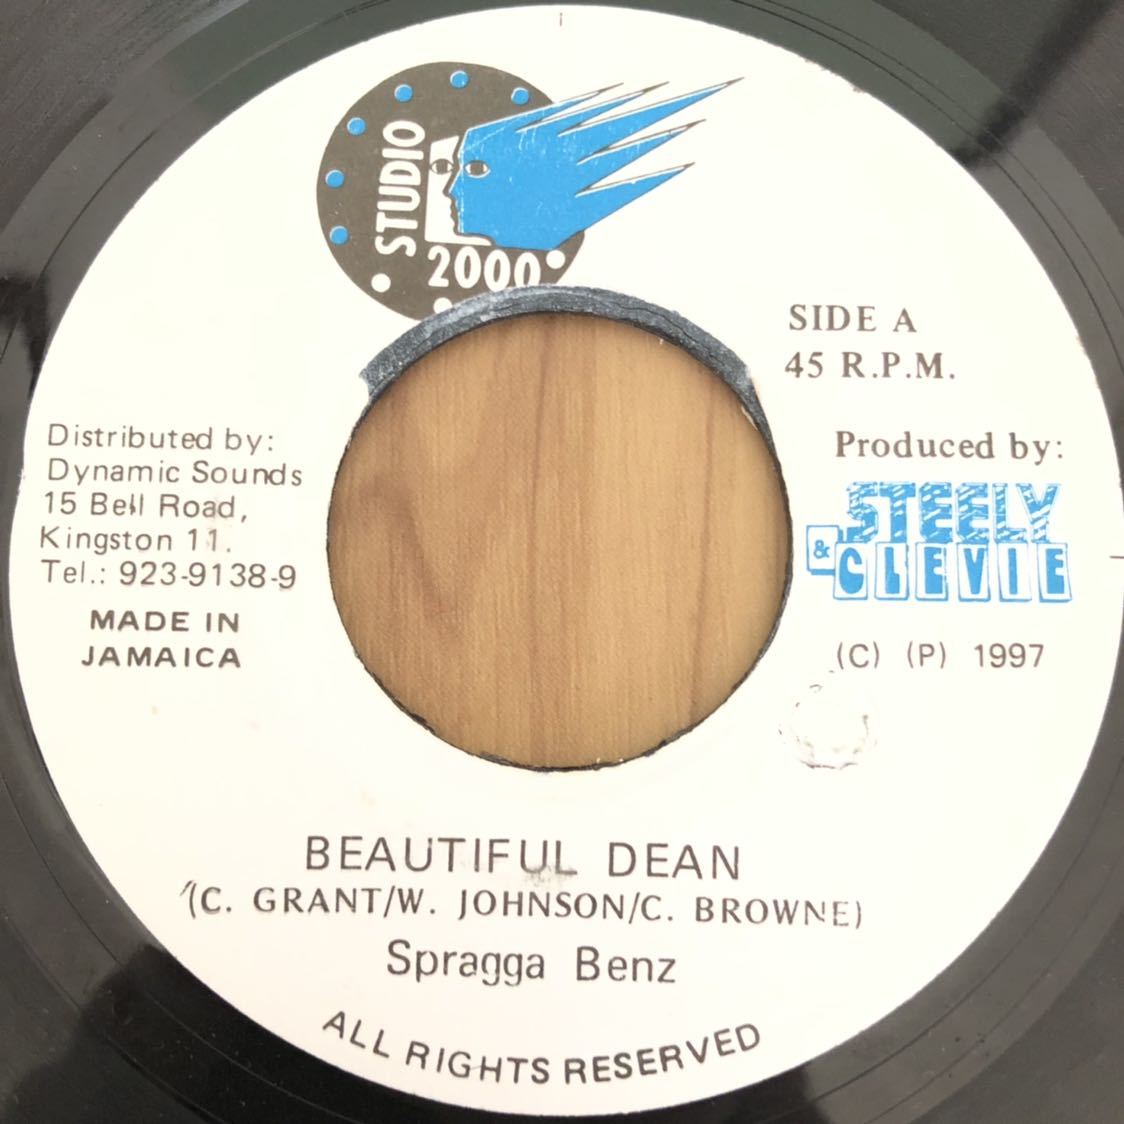 STUDIO
2000
SIDE A
45 R.P.M.
Distributed by:
Dynamic Sounds
15 Bell Road,
Kingston 11.
Tel.: 923-9138-9
MADE IN
JAMAICA
Produced by:
STEELY
& CLEVIE
(C) (P) 1997
BEAUTIFUL DEAN
(C. GRANT/W. JOHNSON/C. BROWNE)
Spragga Benz
ALL RIGHTS RESERVED